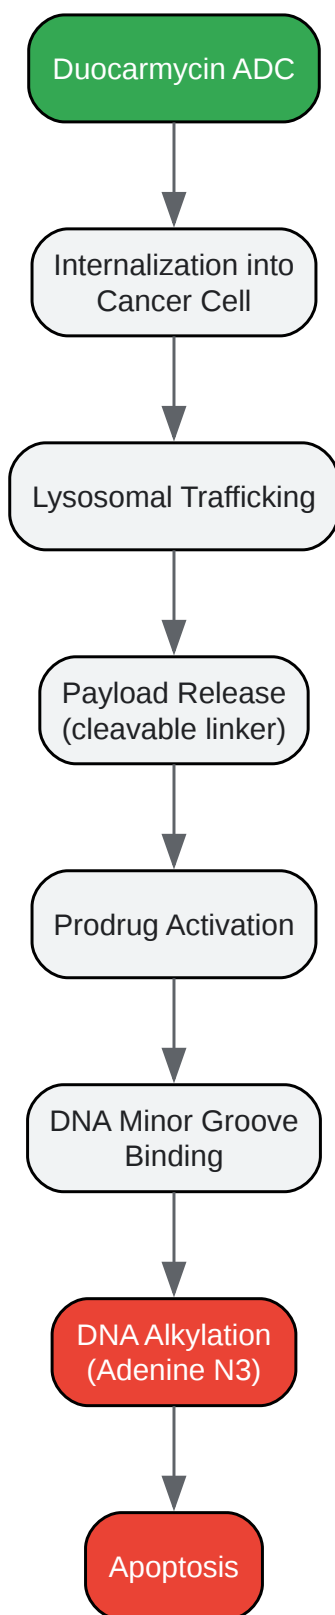 Duocarmycin ADC
Internalization into
Cancer Cell
Lysosomal Trafficking
Payload Release
(cleavable linker)
Prodrug Activation
DNA Minor Groove
Binding
DNA Alkylation
(Adenine N3)
Apoptosis